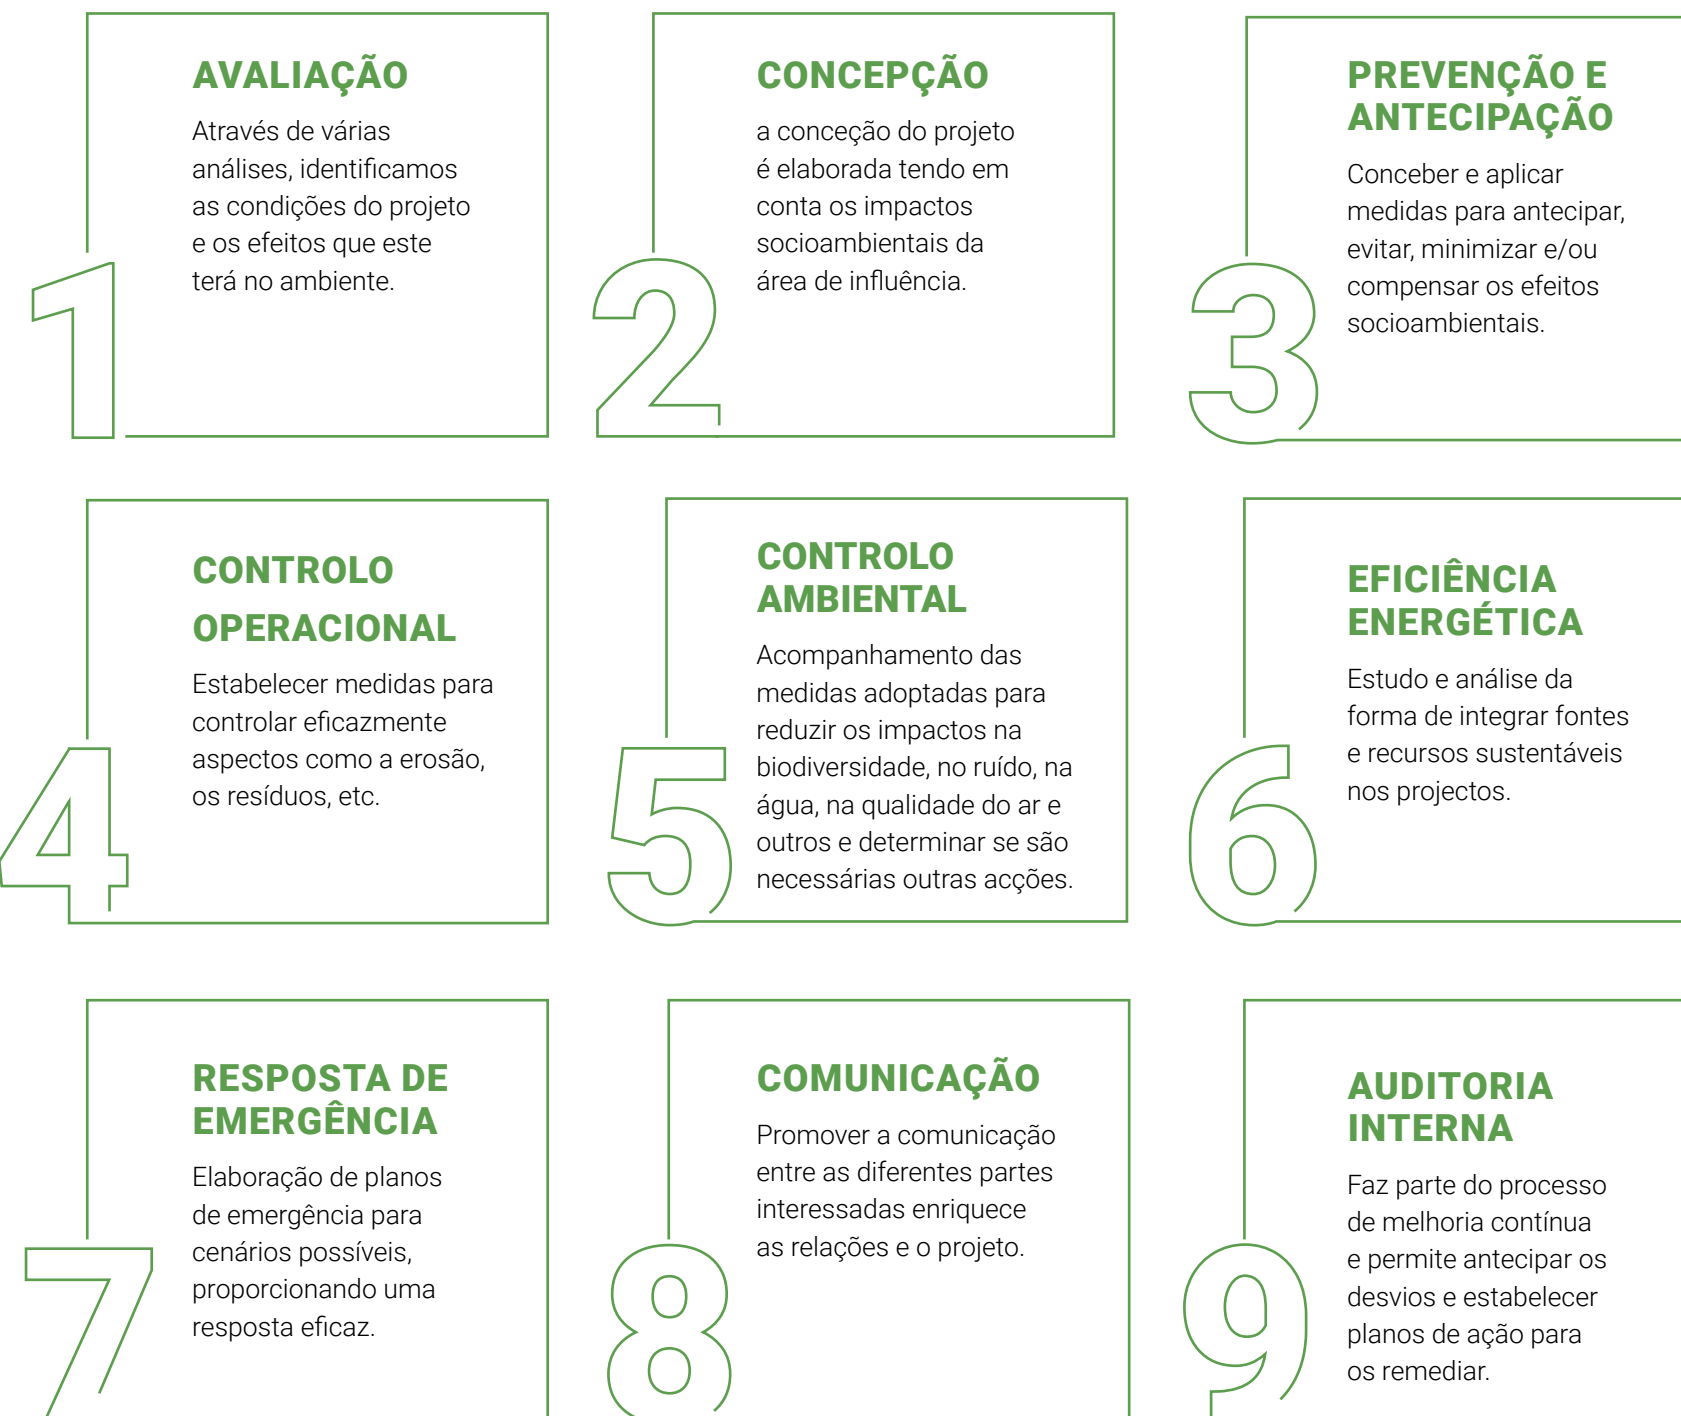 1
AVALIAÇÃO
Através de várias
análises, identificamos
as condições do projeto
e os efeitos que este
terá no ambiente.
2
CONCEPÇÃO
a conceção do projeto
é elaborada tendo em
conta os impactos
socioambientais da
área de influência.
3
PREVENÇÃO E
ANTECIPAÇÃO
Conceber e aplicar
medidas para antecipar,
evitar, minimizar e/ou
compensar os efeitos
socioambientais.
4
CONTROLO
OPERACIONAL
Estabelecer medidas para
controlar eficazmente
aspectos como a erosão,
os resíduos, etc.
5
CONTROLO
AMBIENTAL
Acompanhamento das
medidas adoptadas para
reduzir os impactos na
biodiversidade, no ruído, na
água, na qualidade do ar e
outros e determinar se são
necessárias outras acções.
6
EFICIÊNCIA
ENERGÉTICA
Estudo e análise da
forma de integrar fontes
e recursos sustentáveis
nos projectos.
7
RESPOSTA DE
EMERGÊNCIA
Elaboração de planos
de emergência para
cenários possíveis,
proporcionando uma
resposta eficaz.
8
COMUNICAÇÃO
Promover a comunicação
entre as diferentes partes
interessadas enriquece
as relações e o projeto.
9
AUDITORIA
INTERNA
Faz parte do processo
de melhoria contínua
e permite antecipar os
desvios e estabelecer
planos de ação para
os remediar.